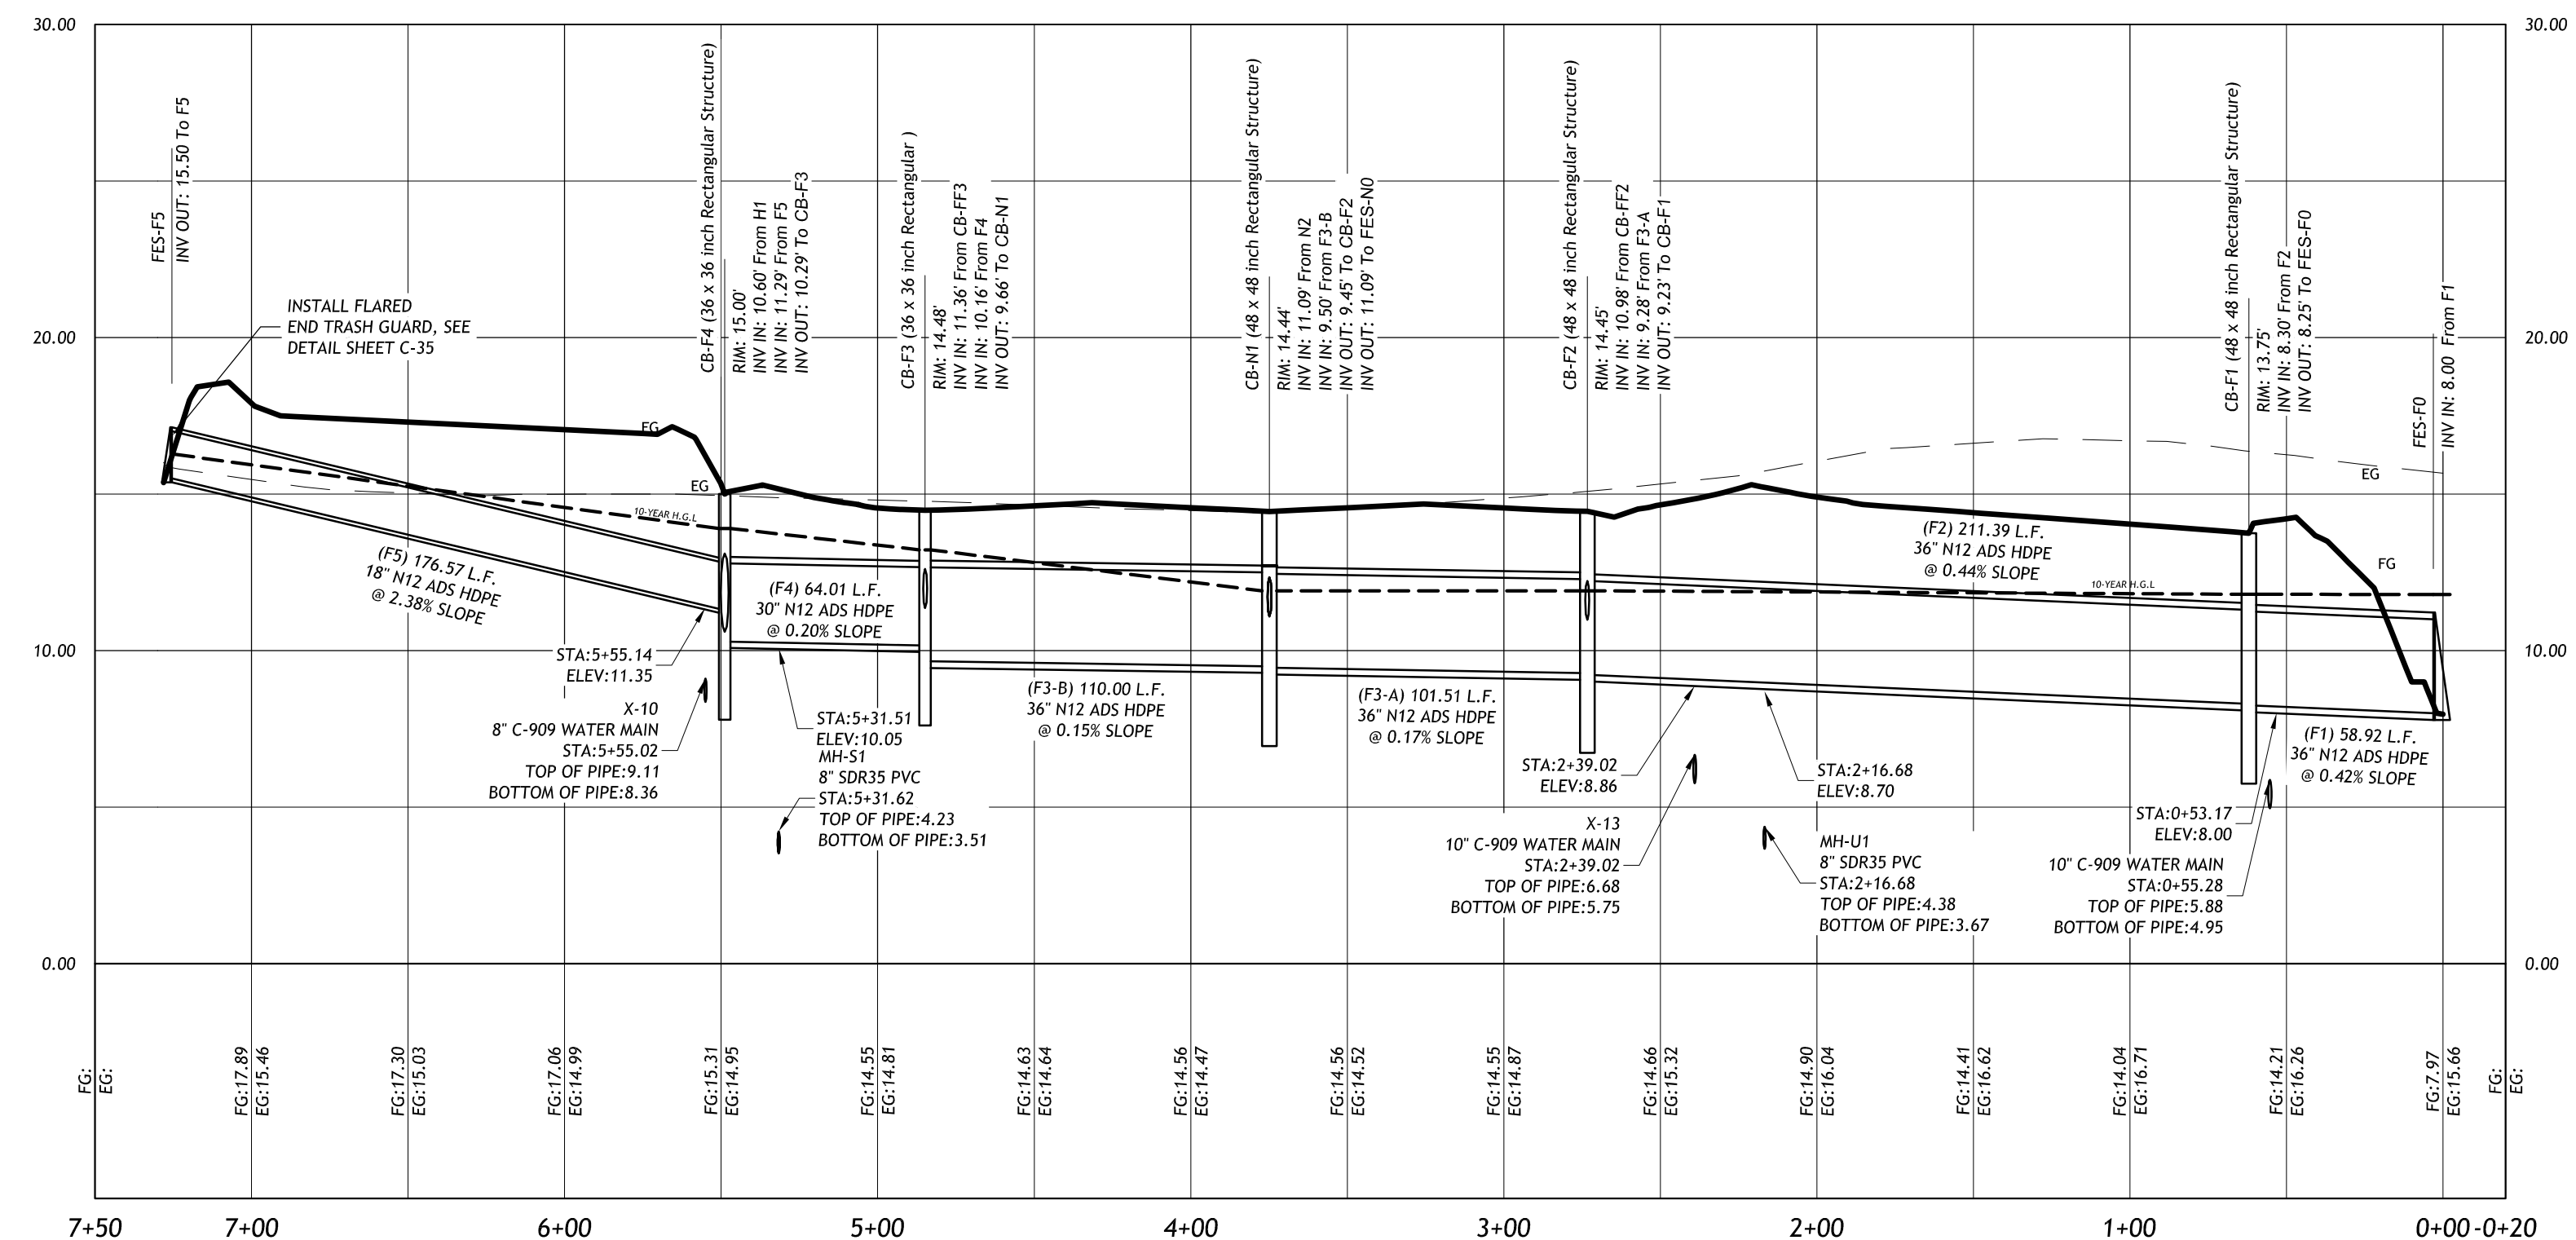 30.00
30.00
20.00
20.00
10.00
10.00
0.00
0.00
FES-F5
INV OUT: 15.50 To F5
INSTALL FLARED
END TRASH GUARD, SEE
DETAIL SHEET C-35
CB-F4 (36 x 36 inch Rectangular Structure)
RIM: 15.00'
INV IN: 10.60' From H1
INV IN: 11.29' From F5
INV OUT: 10.29' To CB-F3
CB-F3 (36 x 36 inch Rectangular )
RIM: 14.48'
INV IN: 11.36' From CB-FF3
INV IN: 10.16' From F4
INV OUT: 9.66' To CB-N1
CB-N1 (48 x 48 inch Rectangular Structure)
RIM: 14.44'
INV IN: 11.09' From N2
INV IN: 9.50' From F3-B
INV OUT: 9.45' To CB-F2
INV OUT: 11.09' To FES-N0
CB-F2 (48 x 48 inch Rectangular Structure)
RIM: 14.45'
INV IN: 10.98' From CB-FF2
INV IN: 9.28' From F3-A
INV OUT: 9.23' To CB-F1
CB-F1 (48 x 48 inch Rectangular Structure)
RIM: 13.75'
INV IN: 8.30' From F2
INV OUT: 8.25' To FES-F0
FES-F0
INV IN: 8.00 From F1
FG
EG
10-YEAR H.G.L
EG
FG
10-YEAR H.G.L
(F5) 176.57 L.F.
18" N12 ADS HDPE
@ 2.38% SLOPE
(F4) 64.01 L.F.
30" N12 ADS HDPE
@ 0.20% SLOPE
(F3-B) 110.00 L.F.
36" N12 ADS HDPE
@ 0.15% SLOPE
(F3-A) 101.51 L.F.
36" N12 ADS HDPE
@ 0.17% SLOPE
(F2) 211.39 L.F.
36" N12 ADS HDPE
@ 0.44% SLOPE
(F1) 58.92 L.F.
36" N12 ADS HDPE
@ 0.42% SLOPE
STA:5+55.14
ELEV:11.35
X-10
8" C-909 WATER MAIN
STA:5+55.02
TOP OF PIPE:9.11
BOTTOM OF PIPE:8.36
STA:5+31.51
ELEV:10.05
MH-S1
8" SDR35 PVC
STA:5+31.62
TOP OF PIPE:4.23
BOTTOM OF PIPE:3.51
STA:2+39.02
ELEV:8.86
X-13
10" C-909 WATER MAIN
STA:2+39.02
TOP OF PIPE:6.68
BOTTOM OF PIPE:5.75
STA:2+16.68
ELEV:8.70
MH-U1
8" SDR35 PVC
STA:2+16.68
TOP OF PIPE:4.38
BOTTOM OF PIPE:3.67
STA:0+53.17
ELEV:8.00
10" C-909 WATER MAIN
STA:0+55.28
TOP OF PIPE:5.88
BOTTOM OF PIPE:4.95
FG:
EG:
FG:17.89
EG:15.46
FG:17.30
EG:15.03
FG:17.06
EG:14.99
FG:15.31
EG:14.95
FG:14.55
EG:14.81
FG:14.63
EG:14.64
FG:14.56
EG:14.47
FG:14.56
EG:14.52
FG:14.55
EG:14.87
FG:14.66
EG:15.32
FG:14.90
EG:16.04
FG:14.41
EG:16.62
FG:14.04
EG:16.71
FG:14.21
EG:16.26
FG:7.97
EG:15.66
FG:
EG:
7+50
7+00
6+00
5+00
4+00
3+00
2+00
1+00
0+00
-0+20